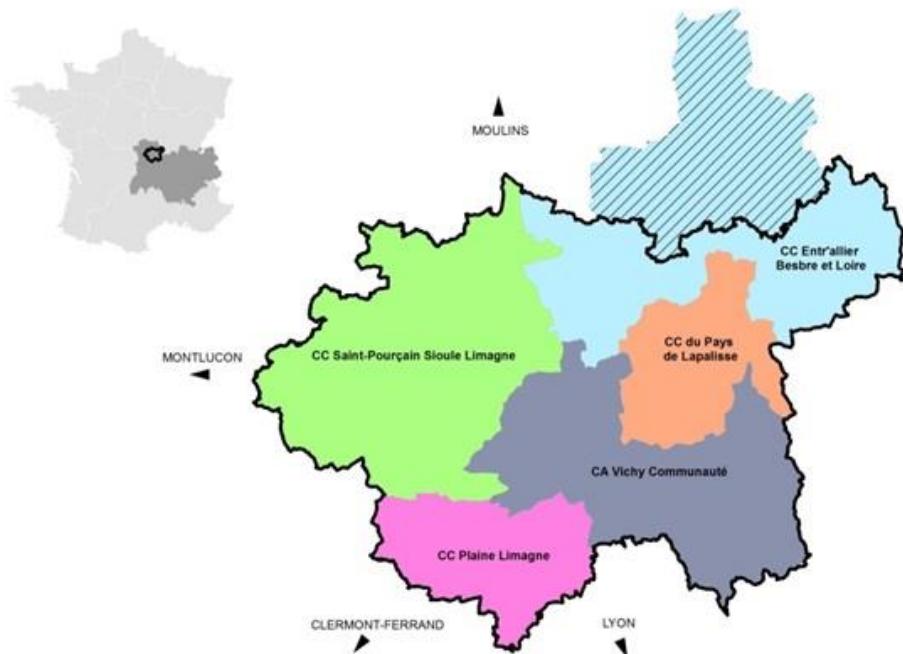 MOULINS
CC Entr'allier
Besbre et Loire
MONTLUCON
CC Saint-Pourçain Sioule Limagne
CC du Pays
de Lapalisse
CA Vichy Communauté
CC Plaine Limagne
CLERMONT-FERRAND
LYON